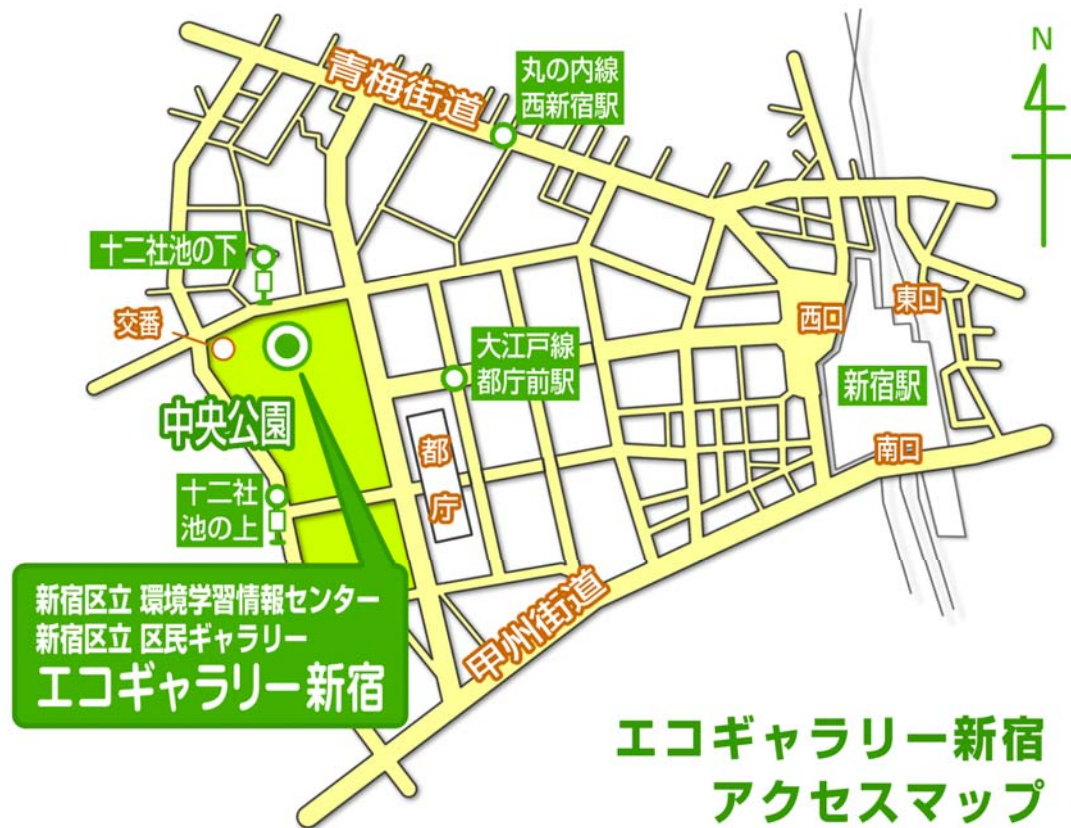 青梅街道
丸の内線
西新宿駅
N
十二社池の下
交番
西口
東口
大江戸線
都庁前駅
新宿駅
中央公園
都
庁
南口
十二社
池の上
新宿区立 環境学習情報センター
新宿区立 区民ギャラリー
エコギャラリー新宿
甲州街道
エコギャラリー新宿
アクセスマップ